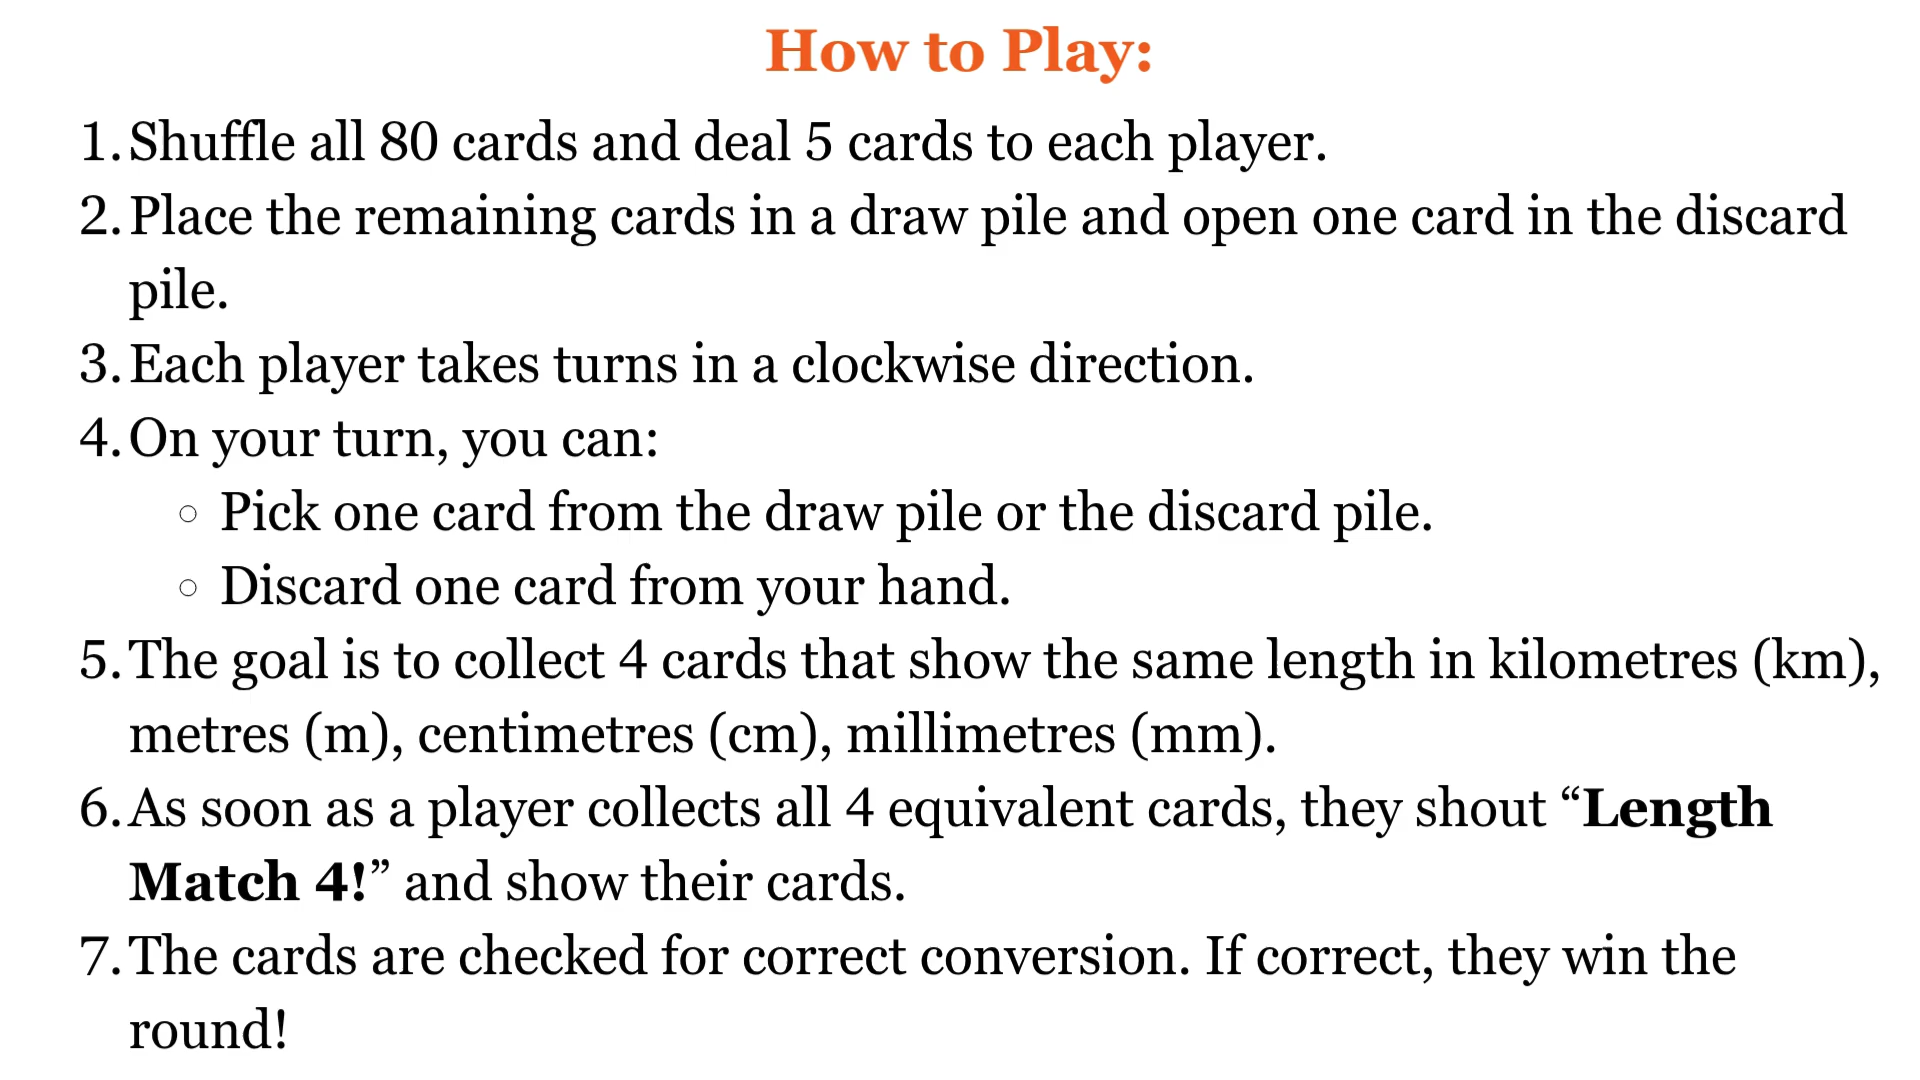 How to Play:
1. Shuffle all 80 cards and deal 5 cards to each player.
2. Place the remaining cards in a draw pile and open one card in the discard
pile.
3. Each player takes turns in a clockwise direction.
4. On your turn, you can:
◦ Pick one card from the draw pile or the discard pile.
◦ Discard one card from your hand.
5. The goal is to collect 4 cards that show the same length in kilometres (km),
metres (m), centimetres (cm), millimetres (mm).
6. As soon as a player collects all 4 equivalent cards, they shout “Length
Match 4!” and show their cards.
7. The cards are checked for correct conversion. If correct, they win the
round!